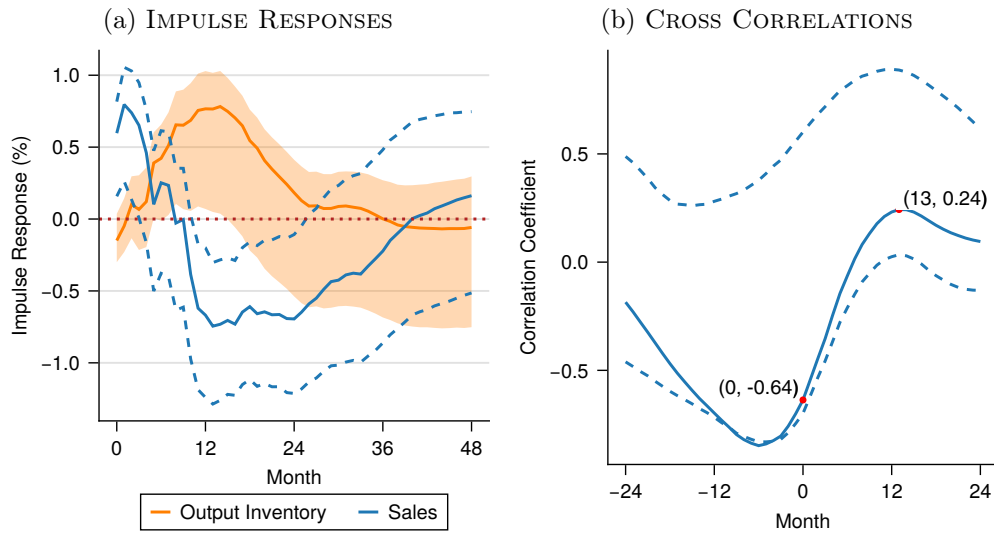 (a) IMPULSE RESPONSES
Impulse Response (%)
1.0
0.5
0.0
−0.5
−1.0
0 12 24 36 48
Month
Output Inventory Sales
(b) CROSS CORRELATIONS
Correlation Coefficient
0.5
0.0
−0.5
(13, 0.24)
(0, -0.64)
−24 −12 0 12 24
Month